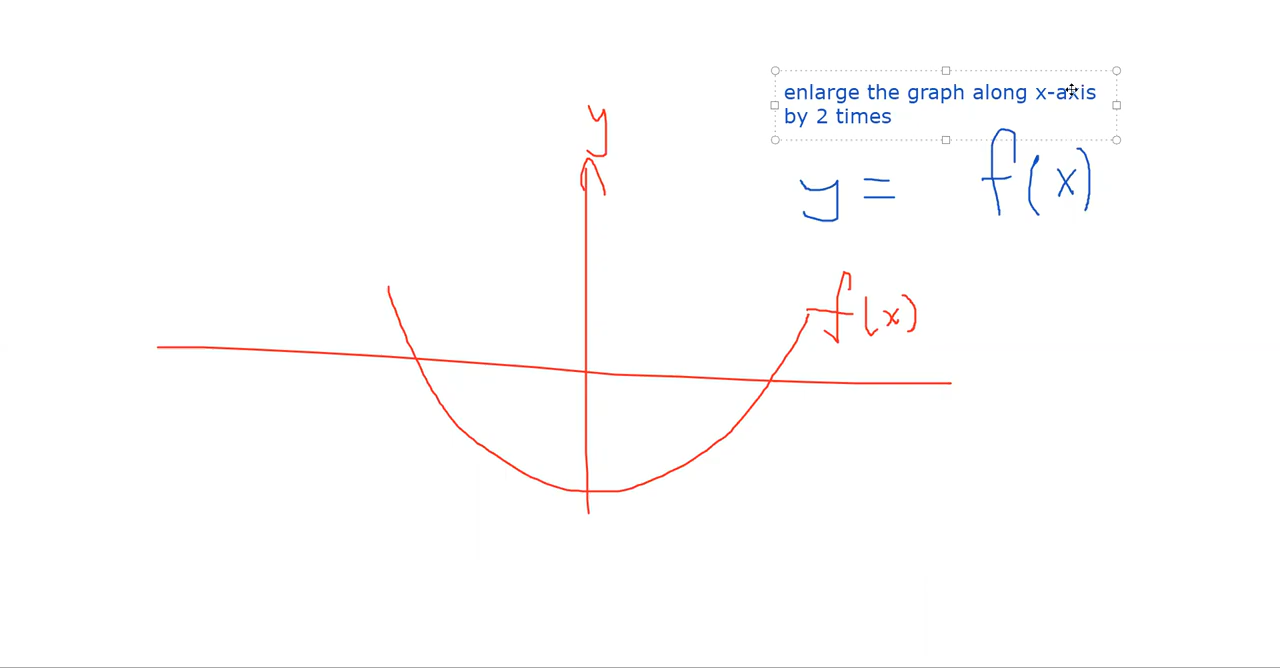 enlarge the graph along x-axis
by 2 times
y
y = f(x)
f(x)